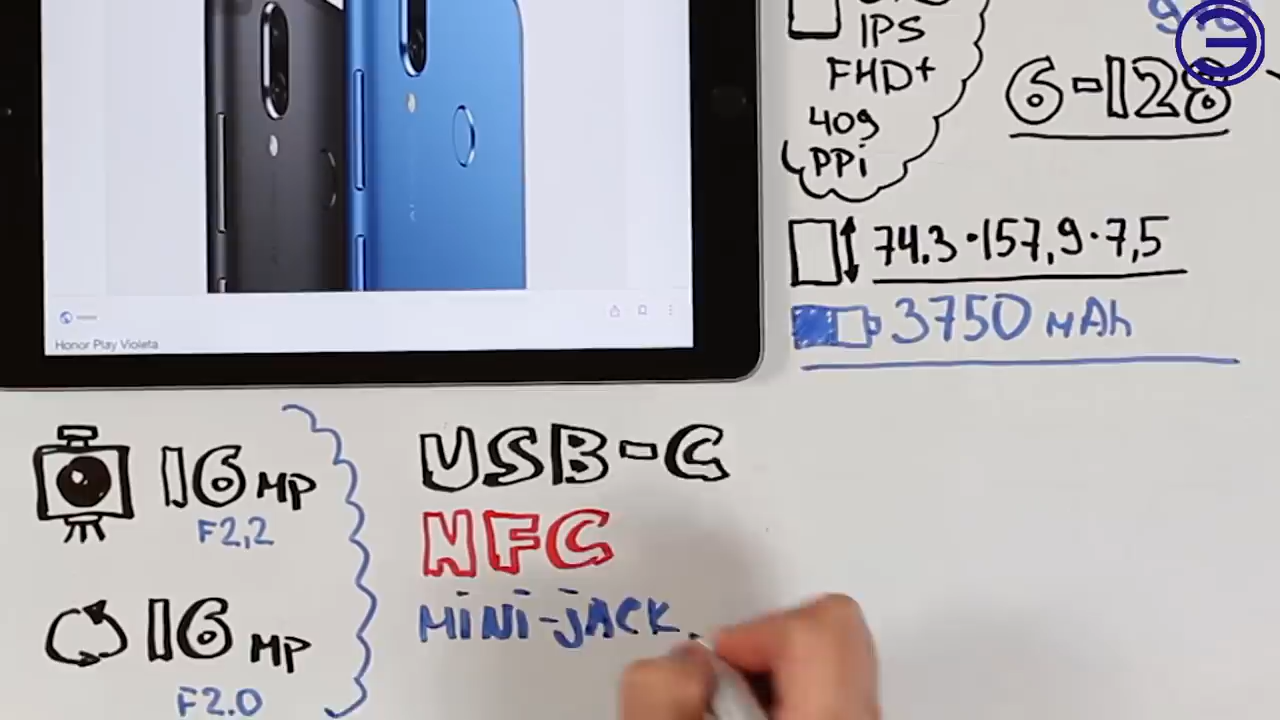 IPS
FHD+
409
PPi
6-128
74.3·157,9·7,5
3750 мAh
Honor Play Violeta
16 MP
F2,2
16 MP
F2.0
USB-C
NFC
Mini-jACK